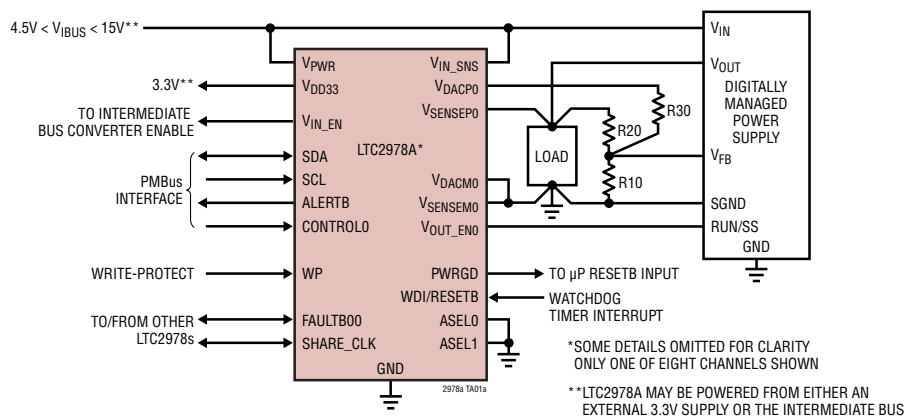 4.5V < VIBUS < 15V**
3.3V**
TO INTERMEDIATE
BUS CONVERTER ENABLE
PMBus
INTERFACE
WRITE-PROTECT
TO/FROM OTHER
LTC2978s
VPWR
VDD33
VIN_EN
SDA
SCL
ALERTB
CONTROL0
WP
FAULTB00
SHARE_CLK
GND
LTC2978A*
VIN_SNS
VDACP0
VSENSEP0
VDACM0
VSENSEM0
VOUT_EN0
PWRGD
WDI/RESETB
ASEL0
ASEL1
2978a TA01a
LOAD
R20
R30
R10
VIN
VOUT
DIGITALLY
MANAGED
POWER
SUPPLY
VFB
SGND
RUN/SS
GND
TO µP RESETB INPUT
WATCHDOG
TIMER INTERRUPT
*SOME DETAILS OMITTED FOR CLARITY
ONLY ONE OF EIGHT CHANNELS SHOWN
**LTC2978A MAY BE POWERED FROM EITHER AN
EXTERNAL 3.3V SUPPLY OR THE INTERMEDIATE BUS